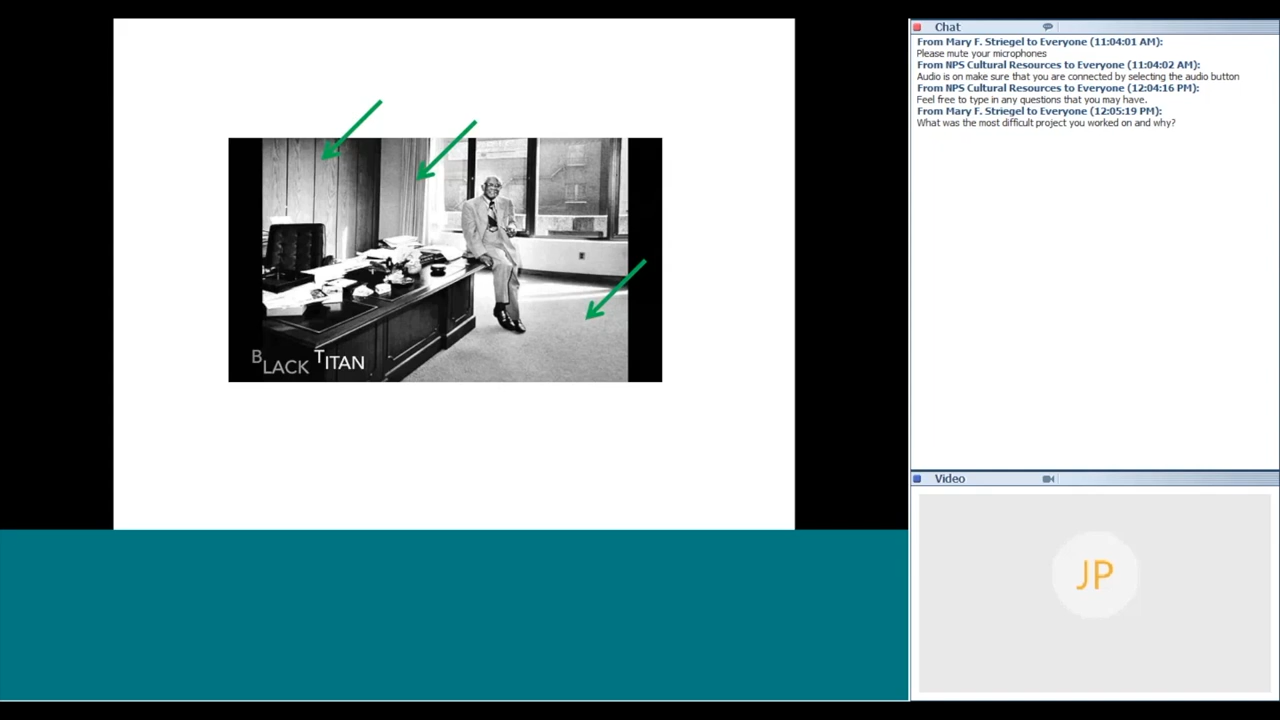 BLACK TITAN
Chat
From Mary F. Striegel to Everyone (11:04:01 AM):
Please mute your microphones
From NPS Cultural Resources to Everyone (11:04:02 AM):
Audio is on make sure that you are connected by selecting the audio button
From NPS Cultural Resources to Everyone (12:04:16 PM):
Feel free to type in any questions that you may have.
From Mary F. Striegel to Everyone (12:05:19 PM):
What was the most difficult project you worked on and why?
Video
JP